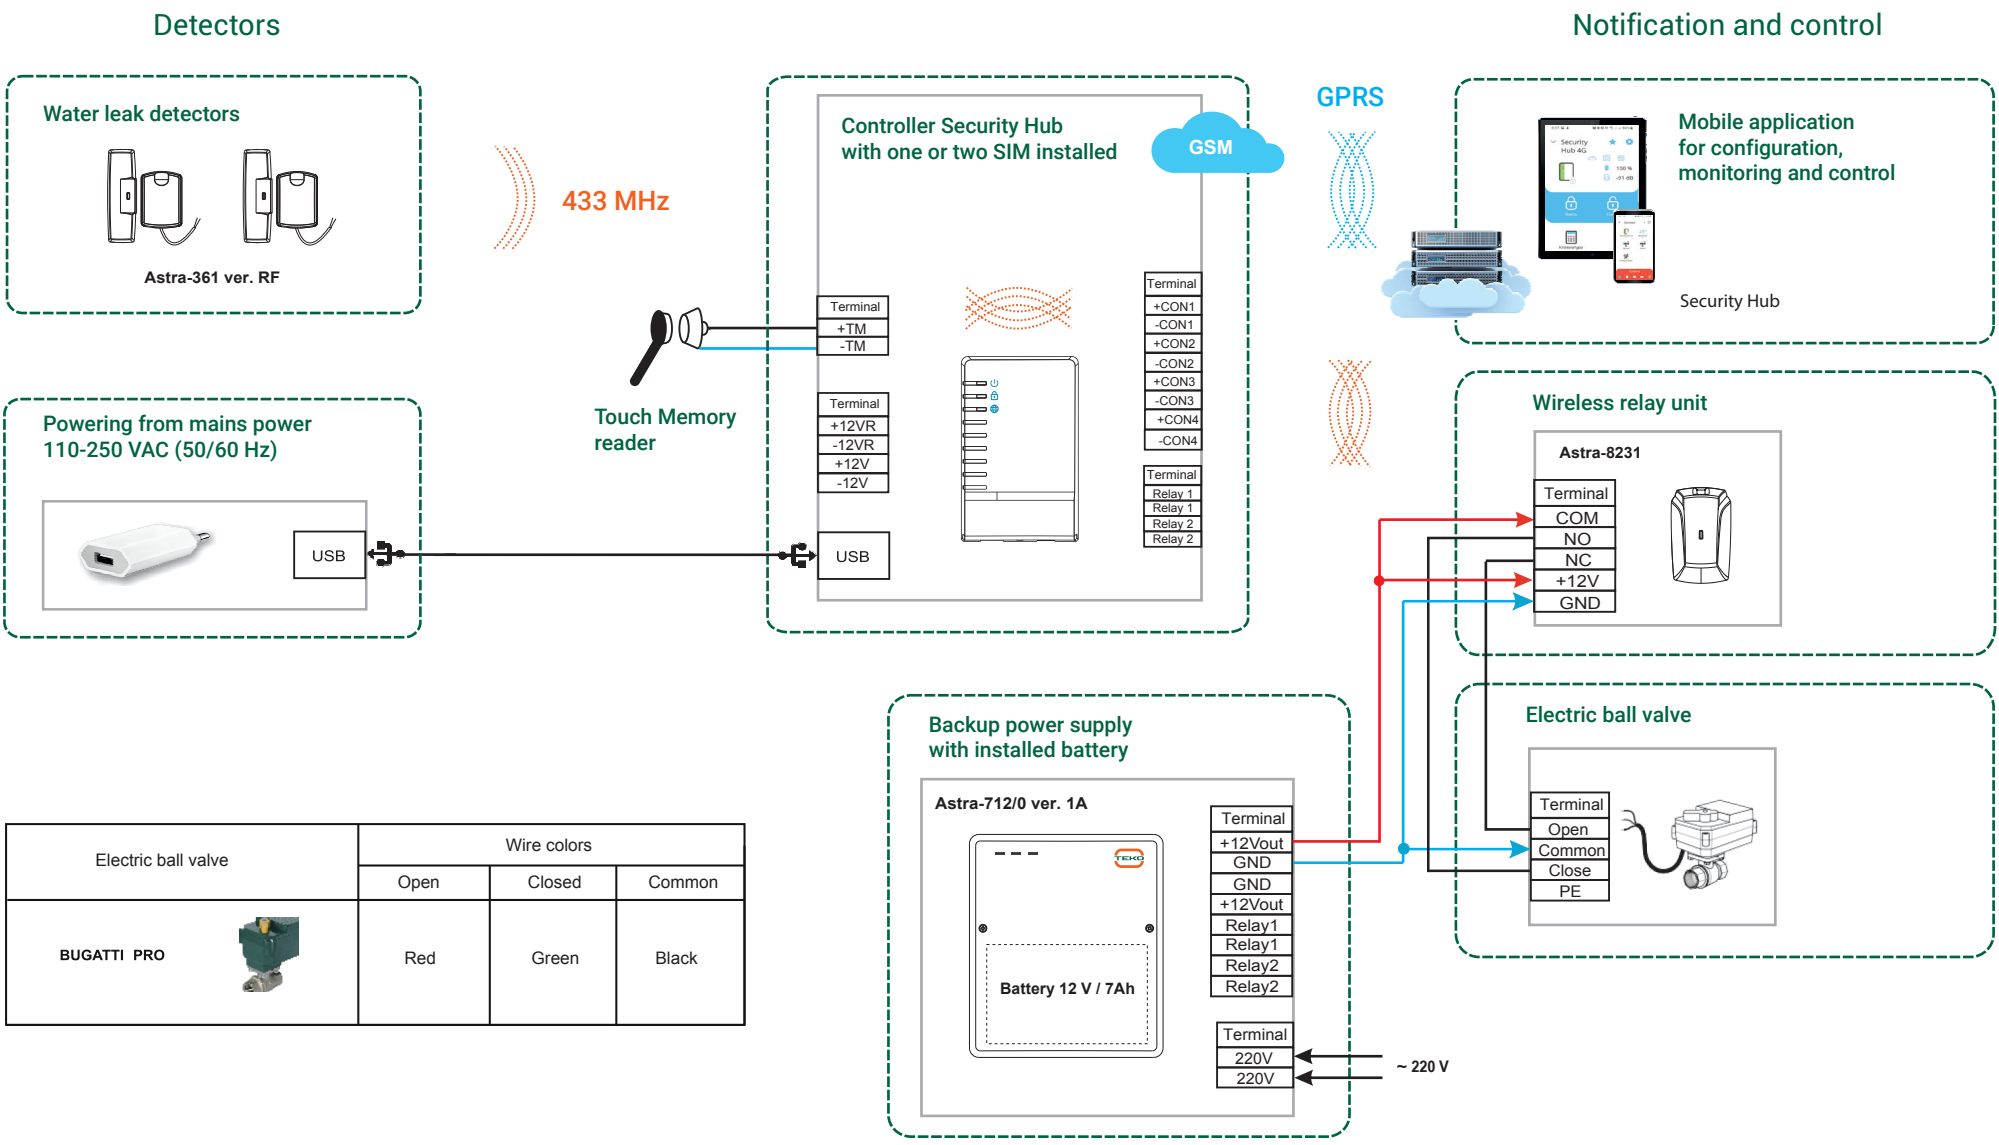 Detectors
Notification and control
Water leak detectors
Astra-361 ver. RF
433 MHz
Controller Security Hub
with one or two SIM installed
GSM
GPRS
Mobile application
for configuration,
monitoring and control
Security
Hub 4G
Security Hub
Terminal
+TM
-TM
Touch Memory
reader
Terminal
+12VR
-12VR
+12V
-12V
USB
Terminal
+CON1
-CON1
+CON2
-CON2
+CON3
-CON3
+CON4
-CON4
Terminal
Relay 1
Relay 1
Relay 2
Relay 2
Powering from mains power
110-250 VAC (50/60 Hz)
USB
Wireless relay unit
Astra-8231
Terminal
COM
NO
NC
+12V
GND
Backup power supply
with installed battery
Astra-712/0 ver. 1A
TEKO
Battery 12 V / 7Ah
Terminal
+12Vout
GND
GND
+12Vout
Relay1
Relay1
Relay2
Relay2
Terminal
220V
220V
~ 220 V
Electric ball valve
Terminal
Open
Common
Close
PE
Electric ball valve
Wire colors
Open
Closed
Common
BUGATTI PRO
Red
Green
Black